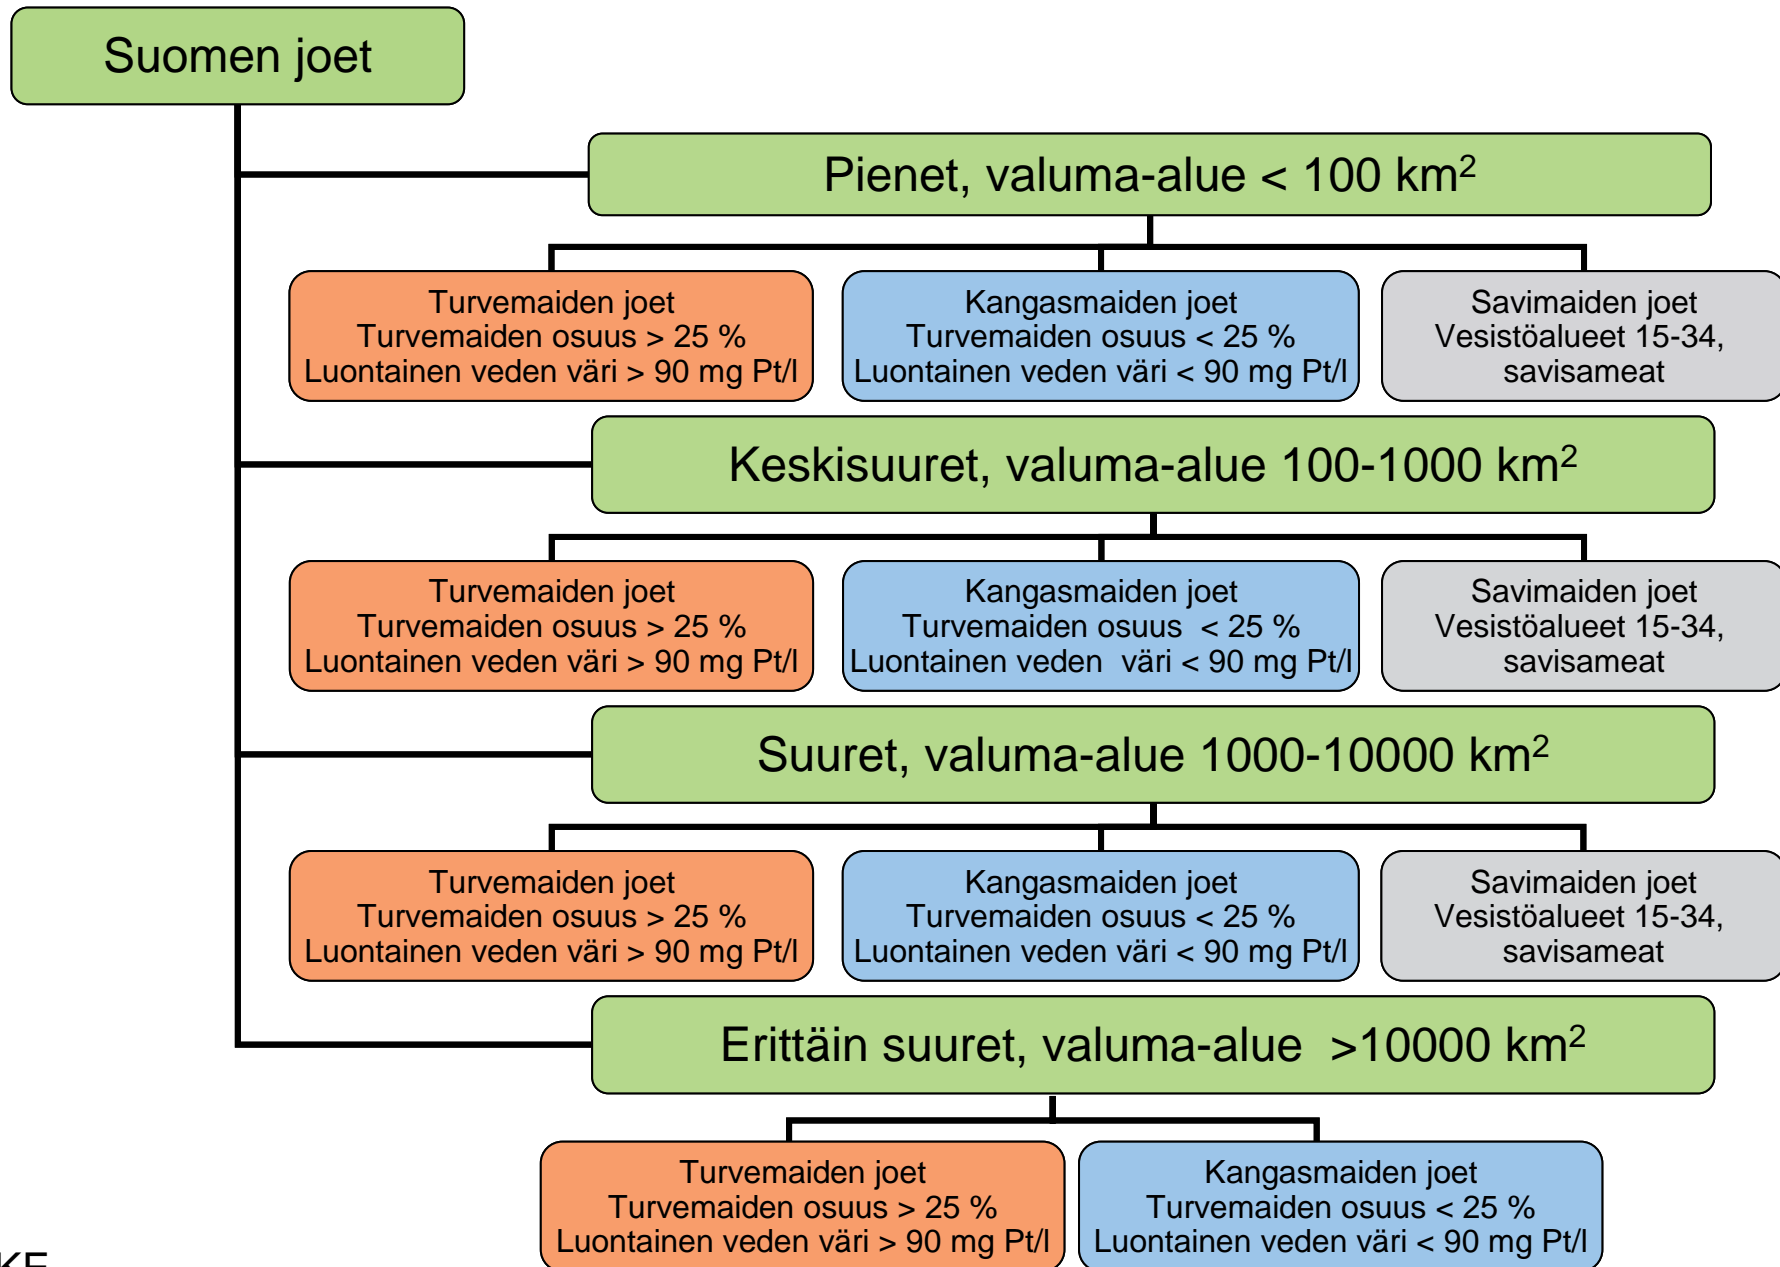 Suomen joet
Pienet, valuma-alue < 100 km²
Turvemaiden joet
Turvemaiden osuus > 25 %
Luontainen veden väri > 90 mg Pt/l
Kangasmaiden joet
Turvemaiden osuus < 25 %
Luontainen veden väri < 90 mg Pt/l
Savimaiden joet
Vesistöalueet 15-34,
savisameat
Keskisuuret, valuma-alue 100-1000 km²
Turvemaiden joet
Turvemaiden osuus > 25 %
Luontainen veden väri > 90 mg Pt/l
Kangasmaiden joet
Turvemaiden osuus  < 25 %
Luontainen veden  väri < 90 mg Pt/l
Savimaiden joet
Vesistöalueet 15-34,
savisameat
Suuret, valuma-alue 1000-10000 km²
Turvemaiden joet
Turvemaiden osuus > 25 %
Luontainen veden väri > 90 mg Pt/l
Kangasmaiden joet
Turvemaiden osuus < 25 %
Luontainen veden väri < 90 mg Pt/l
Savimaiden joet
Vesistöalueet 15-34,
savisameat
Erittäin suuret, valuma-alue  >10000 km²
Turvemaiden joet
Turvemaiden osuus > 25 %
Luontainen veden väri > 90 mg Pt/l
Kangasmaiden joet
Turvemaiden osuus < 25 %
Luontainen veden väri < 90 mg Pt/l